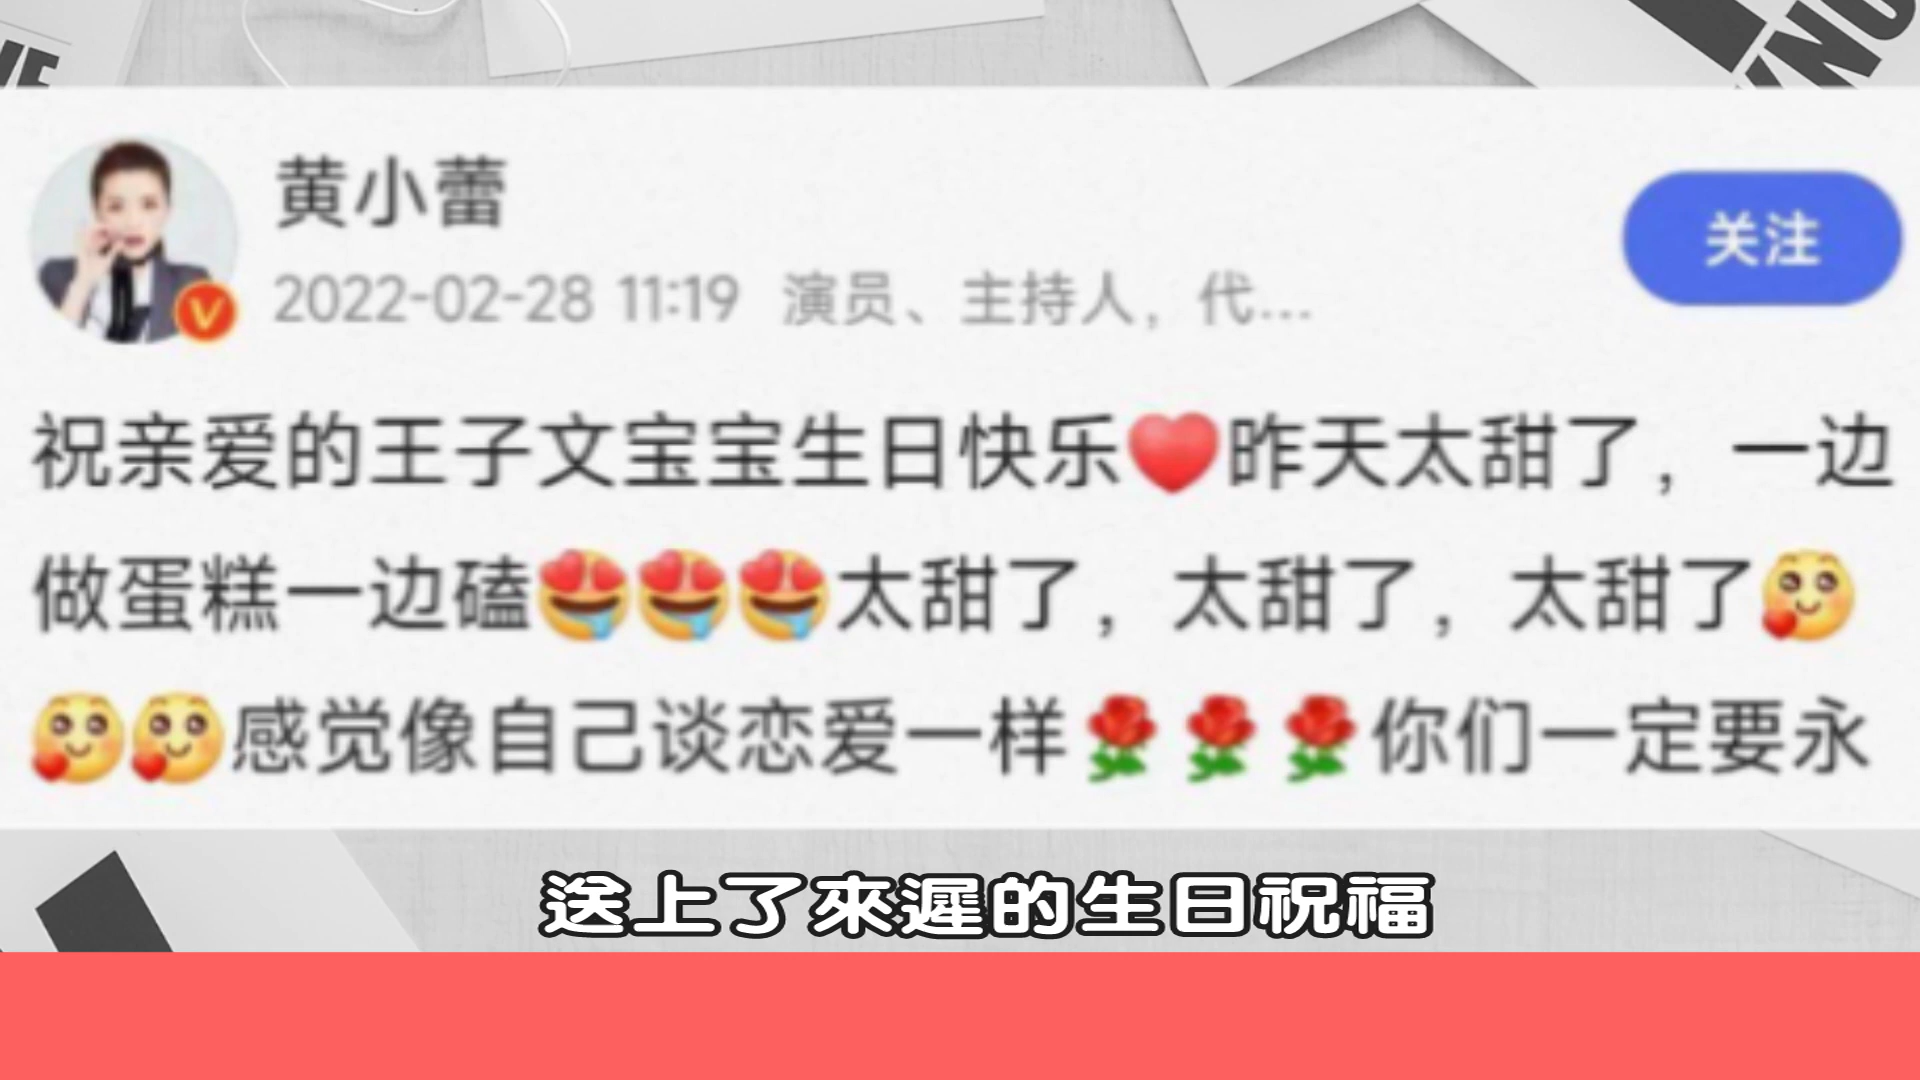 黄小蕾
2022-02-28 11:19 演员、主持人，代...
关注
祝亲爱的王子文宝宝生日快乐❤️昨天太甜了，一边
做蛋糕一边磕😍😍😍太甜了，太甜了，太甜了🥰
🥰🥰感觉像自己谈恋爱一样🌹🌹🌹你们一定要永
送上了來遲的生日祝福